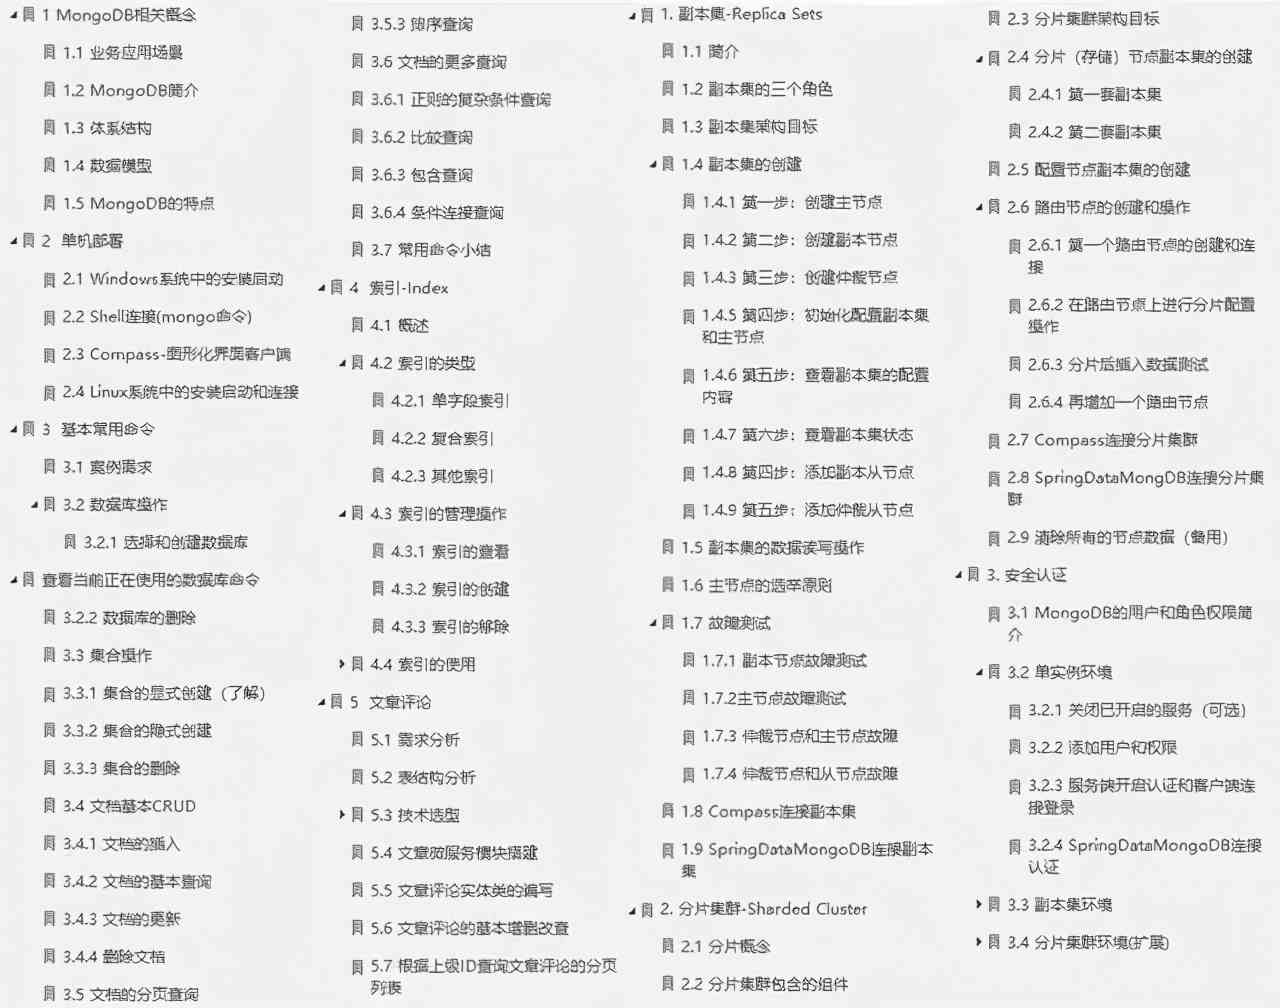 1 MongoDB相关概念
1.1 业务应用场景
1.2 MongoDB简介
1.3 体系结构
1.4 数据模型
1.5 MongoDB的特点
2 单机部署
2.1 Windows系统中的安装启动
2.2 Shell连接(mongo命令)
2.3 Compass-图形化界面客户端
2.4 Linux系统中的安装启动和连接
3 基本常用命令
3.1 案例需求
3.2 数据库操作
3.2.1 选择和创建数据库
查看当前正在使用的数据库命令
3.2.2 数据库的删除
3.3 集合操作
3.3.1 集合的显式创建（了解）
3.3.2 集合的隐式创建
3.3.3 集合的删除
3.4 文档基本CRUD
3.4.1 文档的插入
3.4.2 文档的基本查询
3.4.3 文档的更新
3.4.4 删除文档
3.5 文档的分页查询
3.5.3 排序查询
3.6 文档的更多查询
3.6.1 正则的复杂条件查询
3.6.2 比较查询
3.6.3 包含查询
3.6.4 条件连接查询
3.7 常用命令小结
4 索引-Index
4.1 概述
4.2 索引的类型
4.2.1 单字段索引
4.2.2 复合索引
4.2.3 其他索引
4.3 索引的管理操作
4.3.1 索引的查看
4.3.2 索引的创建
4.3.3 索引的移除
4.4 索引的使用
5 文章评论
5.1 需求分析
5.2 表结构分析
5.3 技术选型
5.4 文章微服务模块搭建
5.5 文章评论实体类的编写
5.6 文章评论的基本增删改查
5.7 根据上级ID查询文章评论的分页
列表
1. 副本集-Replica Sets
1.1 简介
1.2 副本集的三个角色
1.3 副本集架构目标
1.4 副本集的创建
1.4.1 第一步：创建主节点
1.4.2 第二步：创建副本节点
1.4.3 第三步：创建仲裁节点
1.4.5 第四步：初始化配置副本集
和主节点
1.4.6 第五步：查看副本集的配置
内容
1.4.7 第六步：查看副本集状态
1.4.8 第四步：添加副本从节点
1.4.9 第五步：添加仲裁从节点
1.5 副本集的数据读写操作
1.6 主节点的选举原则
1.7 故障测试
1.7.1 副本节点故障测试
1.7.2主节点故障测试
1.7.3 仲裁节点和主节点故障
1.7.4 仲裁节点和从节点故障
1.8 Compass连接副本集
1.9 SpringDataMongoDB连接副本
集
2. 分片集群-Sharded Cluster
2.1 分片概念
2.2 分片集群包含的组件
2.3 分片集群架构目标
2.4 分片（存储）节点副本集的创建
2.4.1 第一套副本集
2.4.2 第二套副本集
2.5 配置节点副本集的创建
2.6 路由节点的创建和操作
2.6.1 第一个路由节点的创建和连
接
2.6.2 在路由节点上进行分片配置
操作
2.6.3 分片后插入数据测试
2.6.4 再增加一个路由节点
2.7 Compass连接分片集群
2.8 SpringDataMongDB连接分片集
群
2.9 清除所有的节点数据（备用）
3. 安全认证
3.1 MongoDB的用户和角色权限简
介
3.2 单实例环境
3.2.1 关闭已开启的服务（可选）
3.2.2 添加用户和权限
3.2.3 服务端开启认证和客户端连
接登录
3.2.4 SpringDataMongoDB连接
认证
3.3 副本集环境
3.4 分片集群环境(扩展)